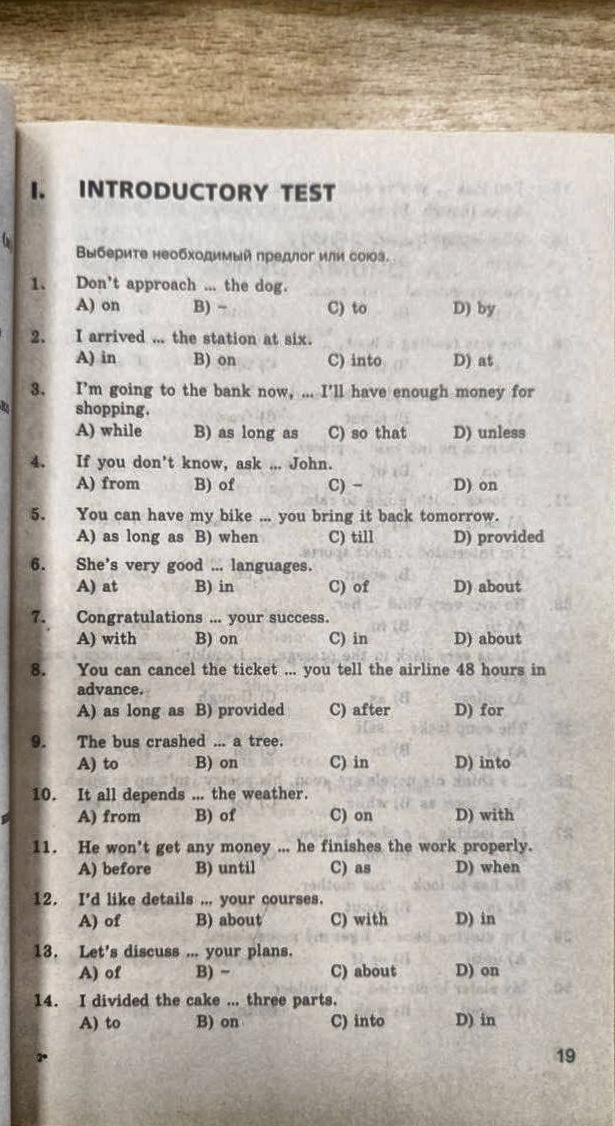 I. INTRODUCTORY TEST
Выберите необходимый предлог или союз.
1. Don't approach ... the dog.
A) on B) – C) to D) by
2. I arrived ... the station at six.
A) in B) on C) into D) at
3. I'm going to the bank now, ... I'll have enough money for
shopping.
A) while B) as long as C) so that D) unless
4. If you don't know, ask ... John.
A) from B) of C) – D) on
5. You can have my bike ... you bring it back tomorrow.
A) as long as B) when C) till D) provided
6. She's very good ... languages.
A) at B) in C) of D) about
7. Congratulations ... your success.
A) with B) on C) in D) about
8. You can cancel the ticket ... you tell the airline 48 hours in
advance.
A) as long as B) provided C) after D) for
9. The bus crashed ... a tree.
A) to B) on C) in D) into
10. It all depends ... the weather.
A) from B) of C) on D) with
11. He won't get any money ... he finishes the work properly.
A) before B) until C) as D) when
12. I'd like details ... your courses.
A) of B) about C) with D) in
13. Let's discuss ... your plans.
A) of B) – C) about D) on
14. I divided the cake ... three parts.
A) to B) on C) into D) in
2* 19